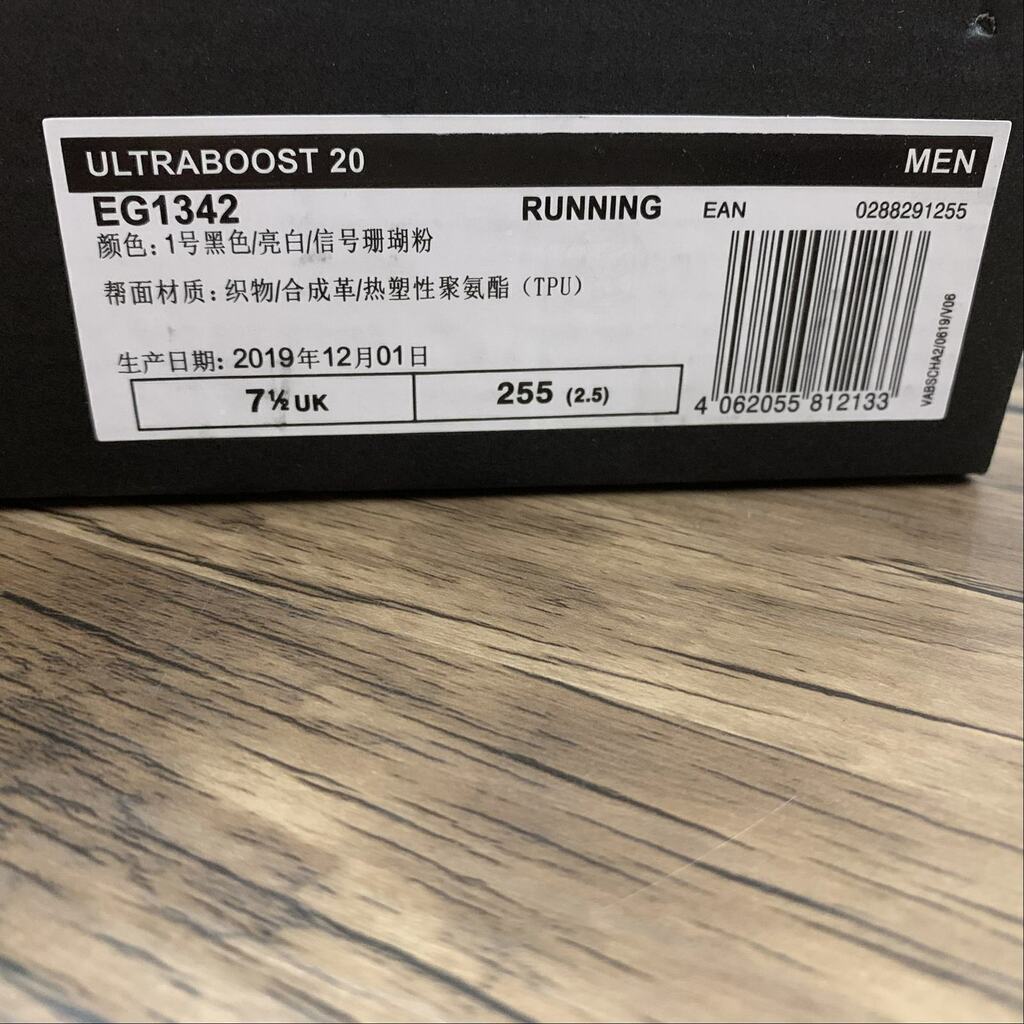 ULTRABOOST 20 MEN
EG1342 RUNNING EAN 0288291255
颜色: 1号黑色/亮白/信号珊瑚粉
帮面材质: 织物/合成革/热塑性聚氨酯（TPU）
生产日期: 2019年12月01日
7½ UK 255 (2.5)
4 062055 812133
VABSCHA2/0619/V06